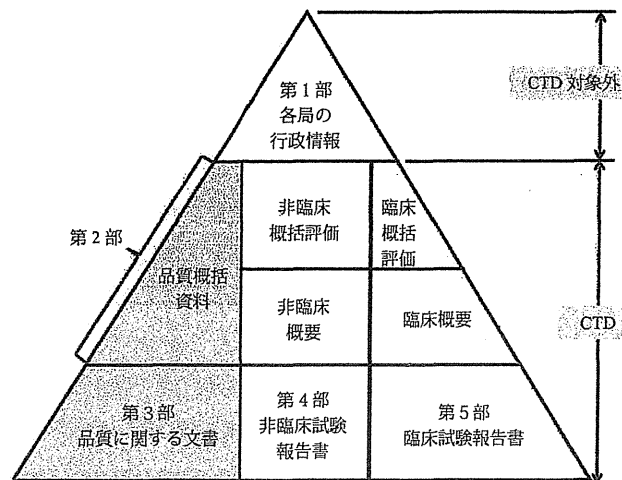 第1部
各局の
行政情報
CTD 対象外
第2部
品質概括
資料
非臨床
概括評価
臨床
概括
評価
非臨床
概要
臨床概要
CTD
第3部
品質に関する文書
第4部
非臨床試験
報告書
第5部
臨床試験報告書